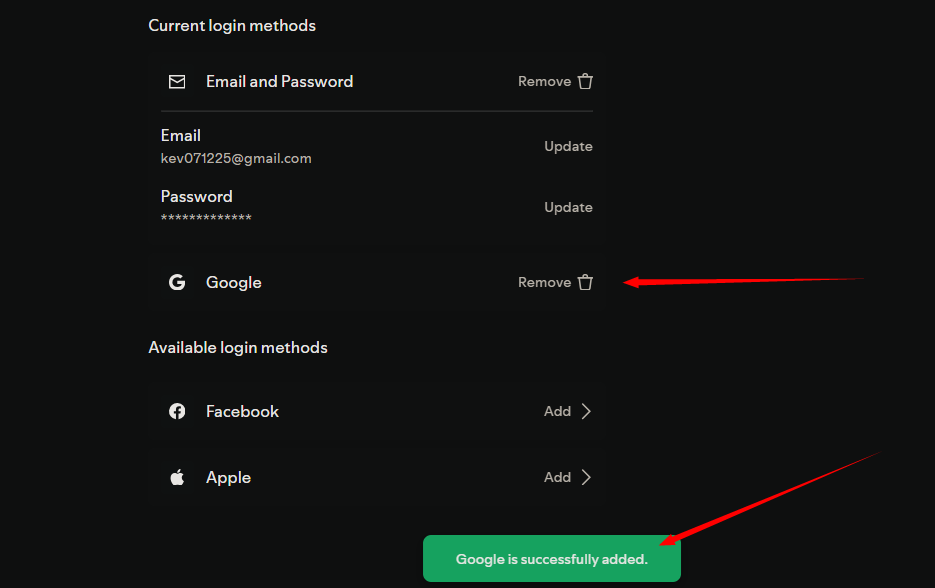 Current login methods
Email and Password
Remove
Email
kev071225@gmail.com
Update
Password
*************
Update
Google
Remove
Available login methods
Facebook
Add
Apple
Add
Google is successfully added.